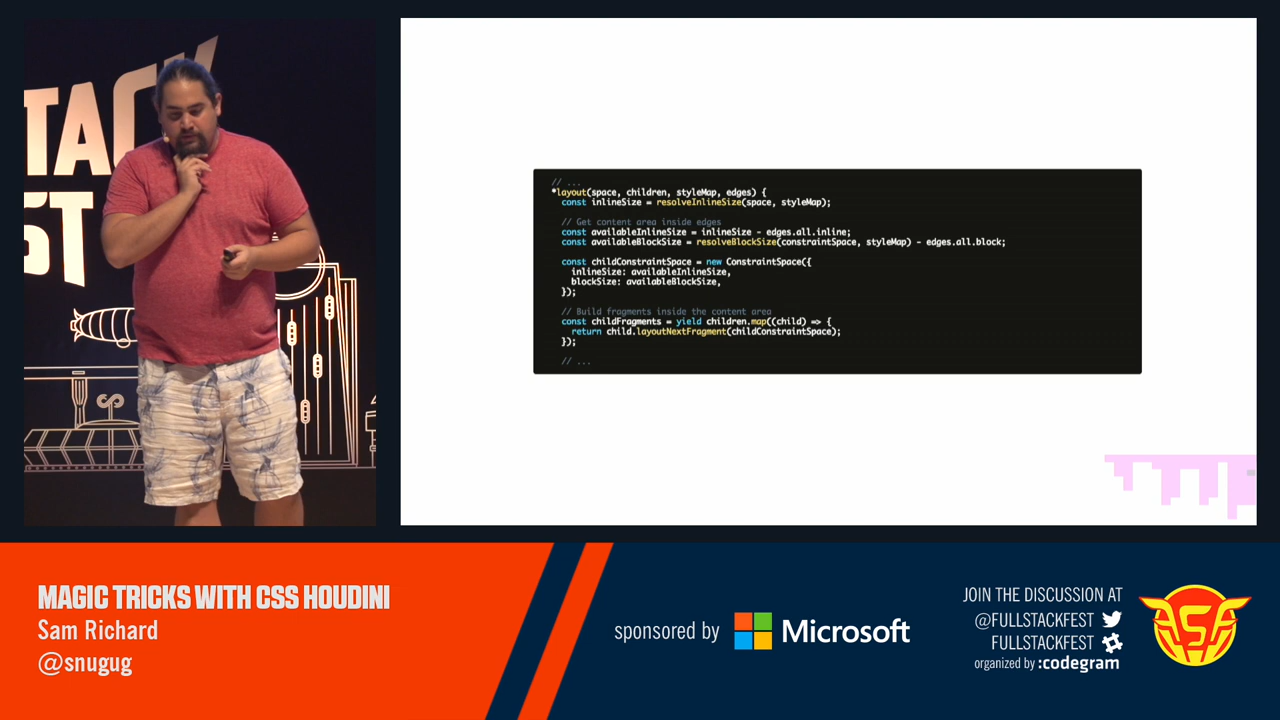 TACK
ST
// ...
*layout(space, children, styleMap, edges) {
const inlineSize = resolveInlineSize(space, styleMap);
// Get content area inside edges
const availableInlineSize = inlineSize - edges.all.inline;
const availableBlockSize = resolveBlockSize(constraintSpace, styleMap) - edges.all.block;
const childConstraintSpace = new ConstraintSpace({
inlineSize: availableInlineSize,
blockSize: availableBlockSize,
});
// Build fragments inside the content area
const childFragments = yield children.map((child) => {
return child.layoutNextFragment(childConstraintSpace);
});
// ...
MAGIC TRICKS WITH CSS HOUDINI
Sam Richard
@snugug
sponsored by Microsoft
JOIN THE DISCUSSION AT
@FULLSTACKFEST
FULLSTACKFEST
organized by :codegram
FSF